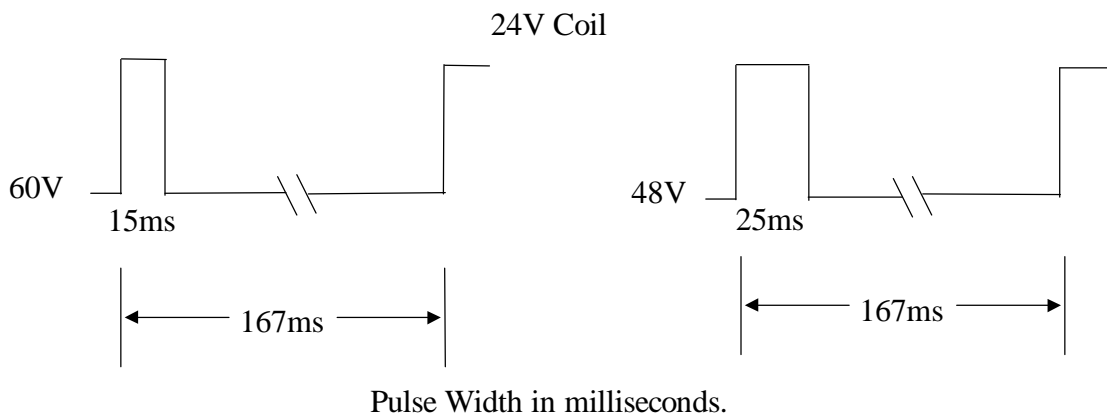 24V Coil
60V
15ms
167ms
48V
25ms
167ms
Pulse Width in milliseconds.